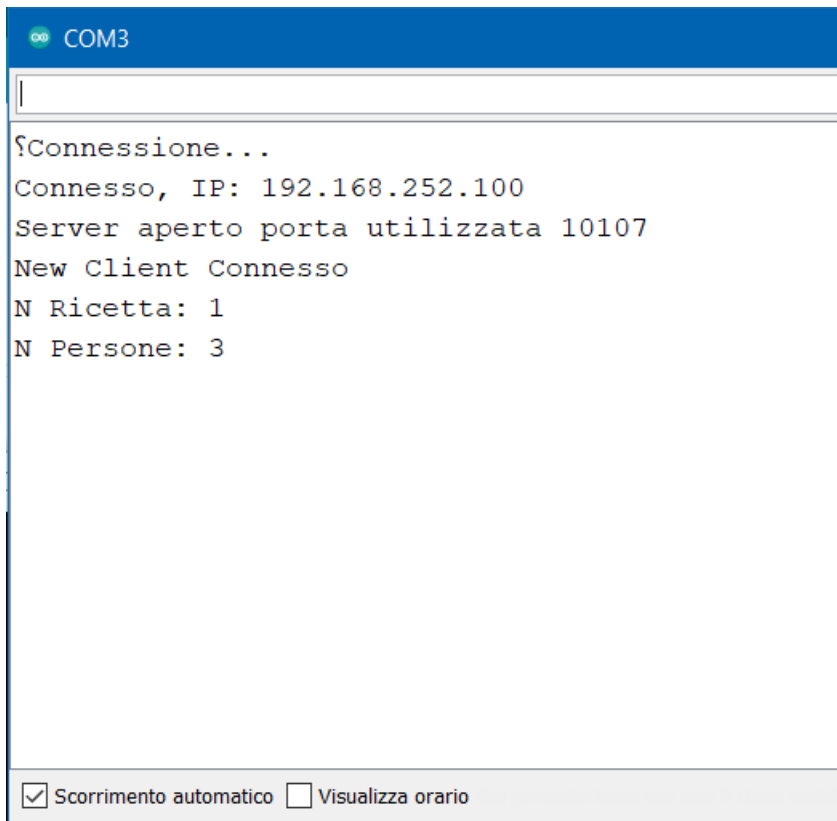 COM3
⸮Connessione...
Connesso, IP: 192.168.252.100
Server aperto porta utilizzata 10107
New Client Connesso
N Ricetta: 1
N Persone: 3
Scorrimento automatico Visualizza orario